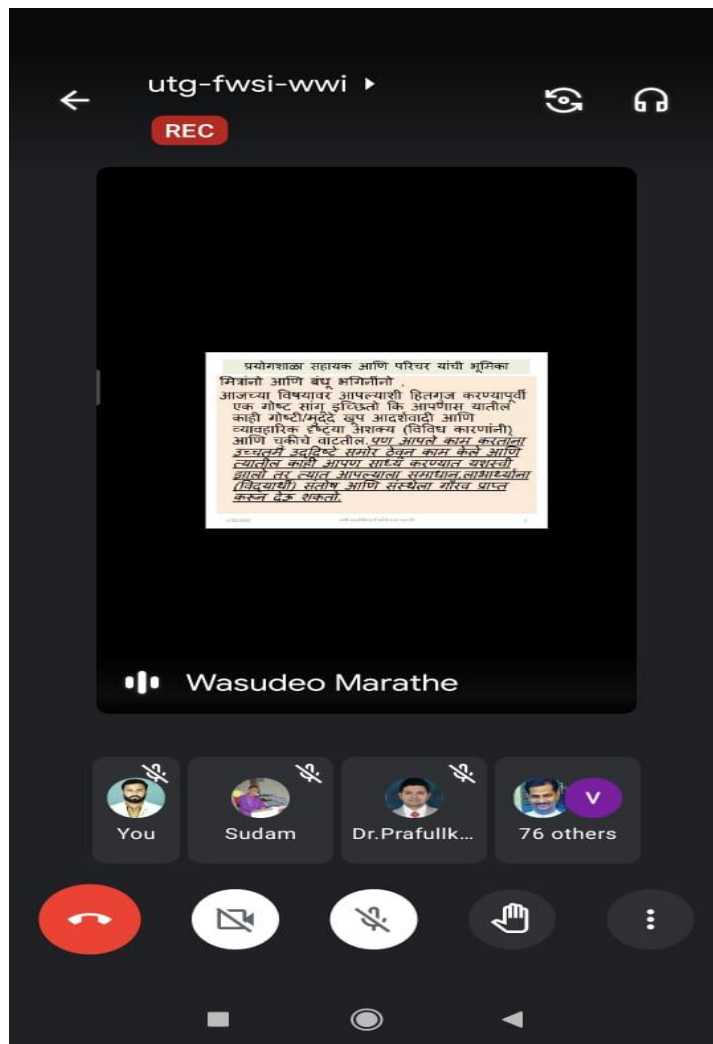 utg-fwsi-wwi
REC
प्रयोगशाळा सहायक आणि परिचर यांची भूमिका
मित्रांनो आणि बंधू भगिनींनो ,
आजच्या विषयावर आपल्याशी हितगुज करण्यापूर्वी
एक गोष्ट सांगू इच्छितो कि आपणास यातील
काही गोष्टी/मुद्दे खुप आदर्शवादी आणि
व्यावहारिक दृष्ट्या अशक्य (विविध कारणांनी)
आणि चुकीचे वाटतील.पण आपले काम करतांना
उच्चतम उद्दिष्टे समोर ठेवून काम केले आणि
त्यातील काही आपण साध्य करण्यात यशस्वी
झालो तर त्यात आपल्याला समाधान,लाभार्थ्यांना
(विद्यार्थी) संतोष आणि संस्थेला गौरव प्राप्त
करून देऊ शकतो.
Wasudeo Marathe
You
Sudam
Dr.Prafullk...
V
76 others